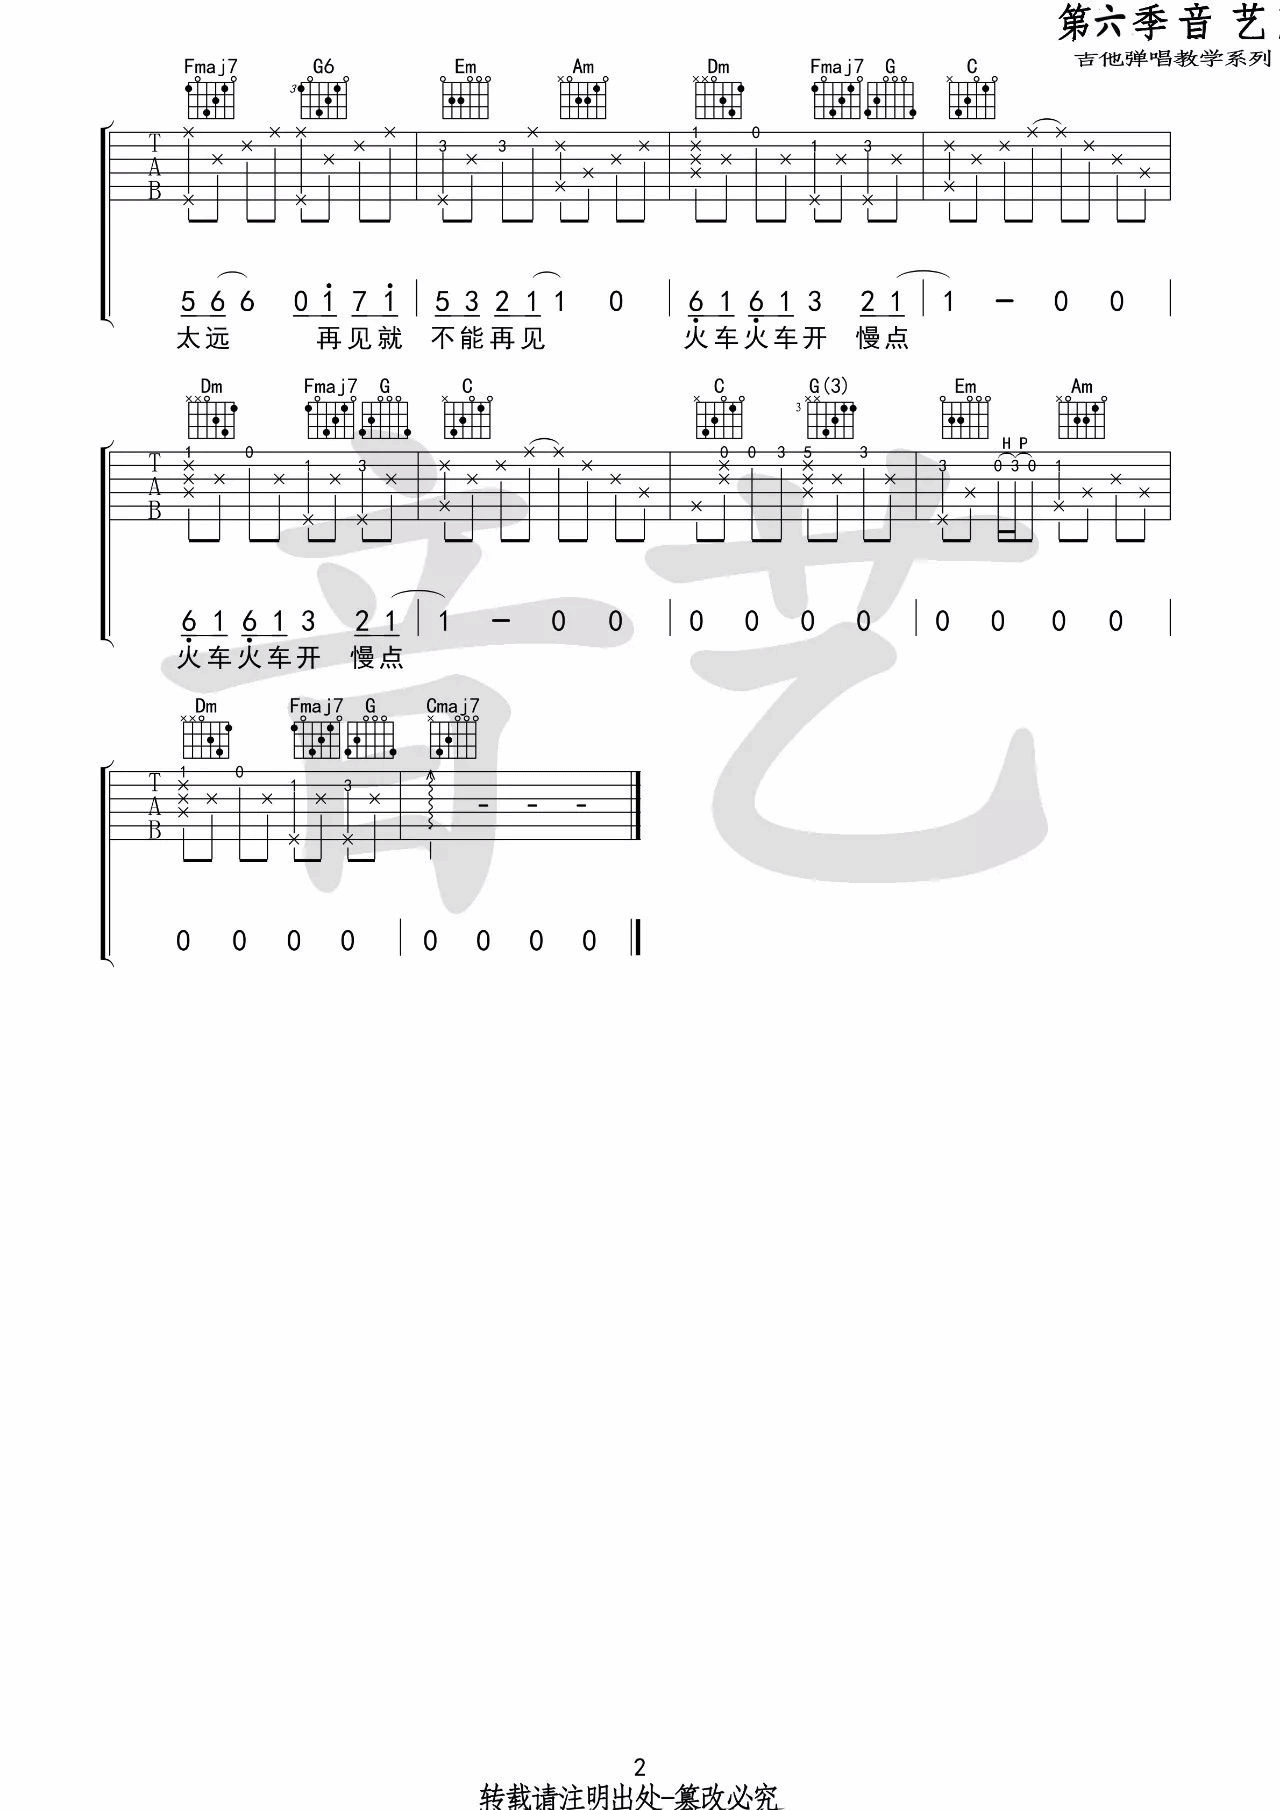 第六季音 艺
吉他弹唱教学系列
Fmaj7 G6 Em Am Dm Fmaj7 G C
3
1 0
3 3 1 3
T
A
B
5 6 6 0 1 7 1 5 3 2 1 1 0 6 1 6 1 3 2 1 1 - 0 0
太远 再见就 不能再见 火车火车开 慢点
Dm Fmaj7 G C C G(3) Em Am
3
H P
1 0 0 0 3 5 3
1 3 3 0 3 0 1
T
A
B
6 1 6 1 3 2 1 1 - 0 0 0 0 0 0 0 0 0 0
火车火车开 慢点
Dm Fmaj7 G Cmaj7
1 0
1 3
T
A
B
- - -
0 0 0 0 0 0 0 0
音艺
2
转载请注明出处-篡改必究